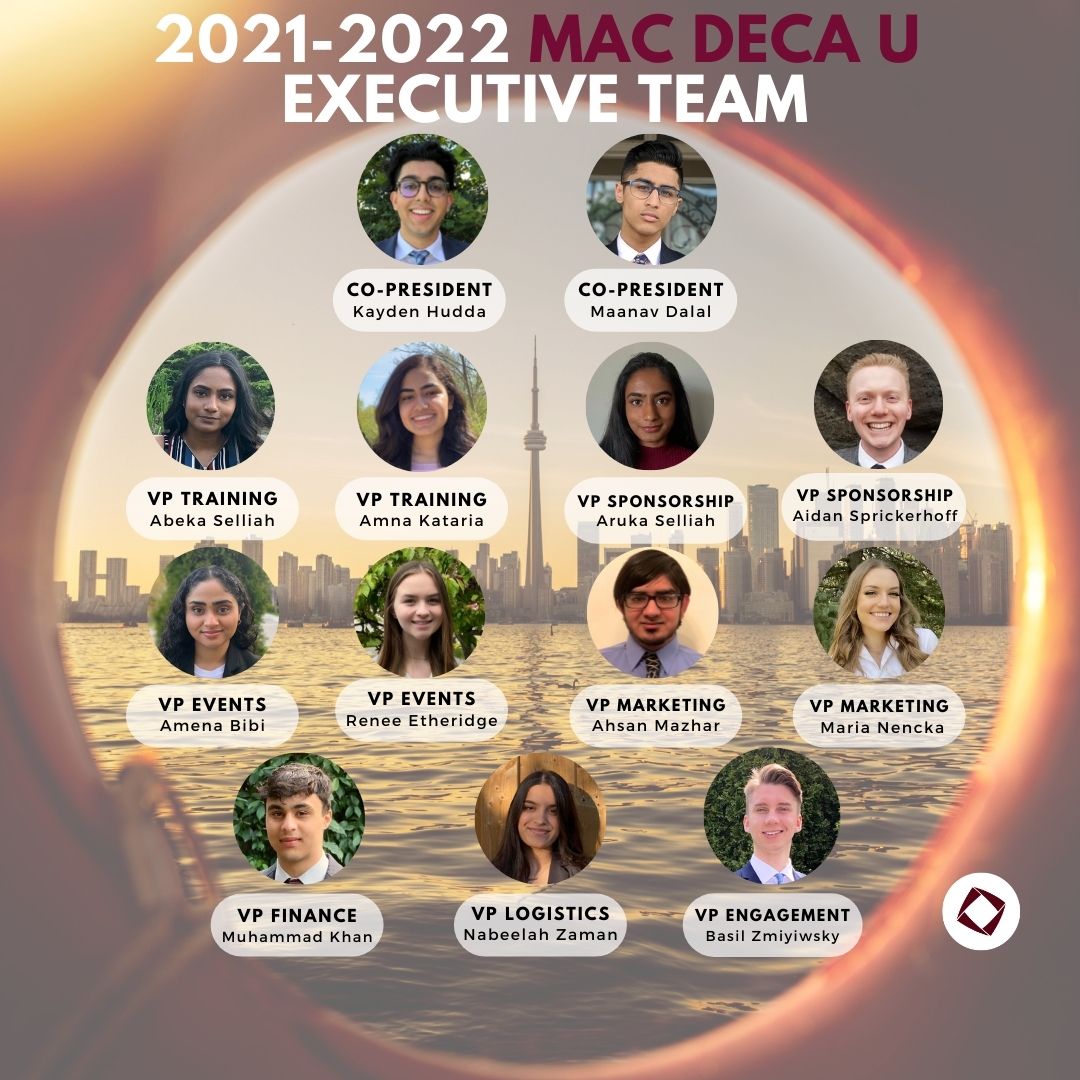 2021-2022 MAC DECA U
EXECUTIVE TEAM
CO-PRESIDENT
Kayden Hudda
CO-PRESIDENT
Maanav Dalal
VP TRAINING
Abeka Selliah
VP TRAINING
Amna Kataria
VP SPONSORSHIP
Aruka Selliah
VP SPONSORSHIP
Aidan Sprickerhoff
VP EVENTS
Amena Bibi
VP EVENTS
Renee Etheridge
VP MARKETING
Ahsan Mazhar
VP MARKETING
Maria Nencka
VP FINANCE
Muhammad Khan
VP LOGISTICS
Nabeelah Zaman
VP ENGAGEMENT
Basil Zmiyiwsky